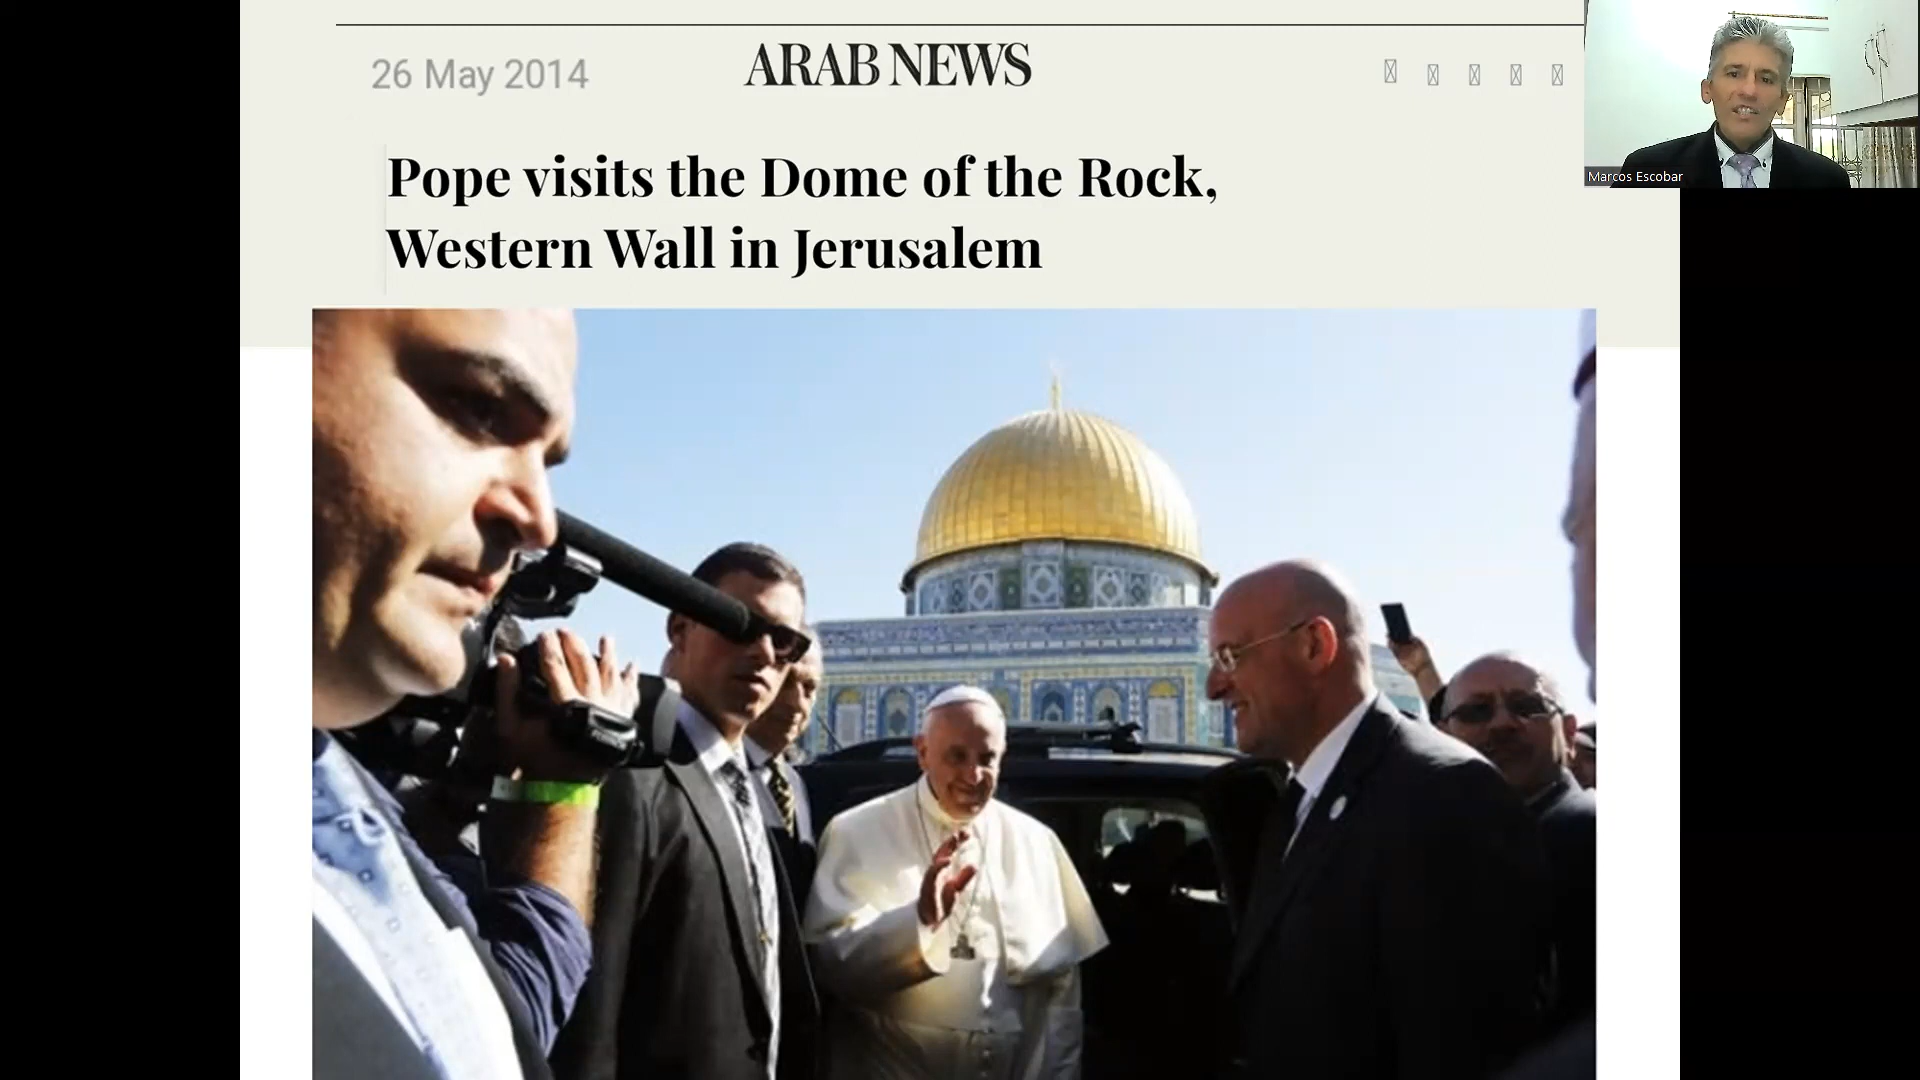 26 May 2014
ARAB NEWS
Pope visits the Dome of the Rock,
Western Wall in Jerusalem
Marcos Escobar